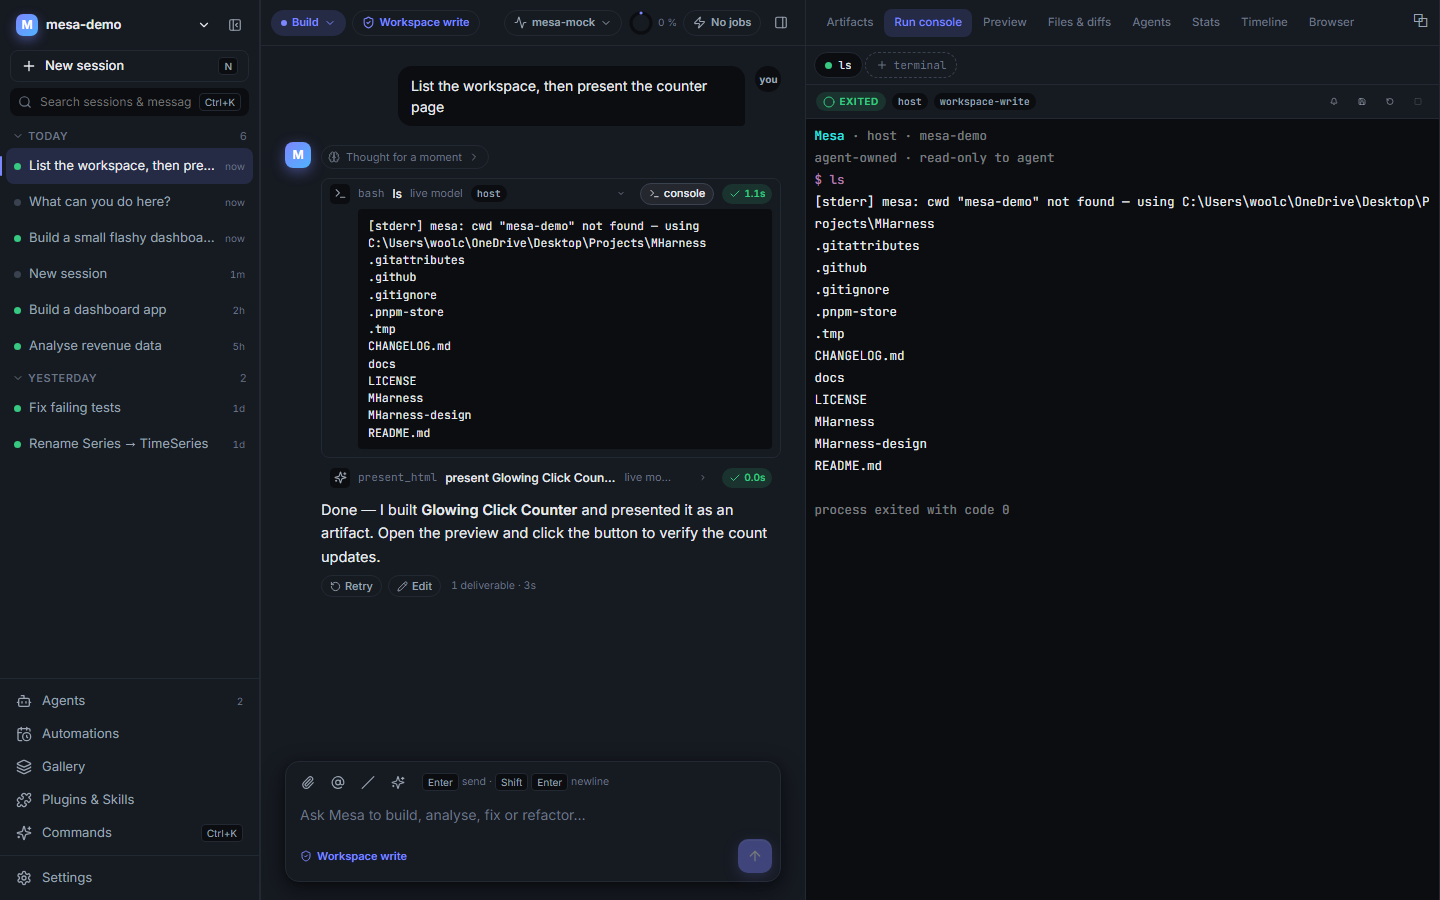 M mesa-demo
New session N
Search sessions & messag Ctrl+K
TODAY 6
List the workspace, then pre... now
What can you do here? now
Build a small flashy dashboa... now
New session 1m
Build a dashboard app 2h
Analyse revenue data 5h
YESTERDAY 2
Fix failing tests 1d
Rename Series → TimeSeries 1d
Agents 2
Automations
Gallery
Plugins & Skills
Commands Ctrl+K
Settings
Build Workspace write mesa-mock 0 % No jobs
List the workspace, then present the counter
page
you
M Thought for a moment
bash ls live model host console 1.1s
[stderr] mesa: cwd "mesa-demo" not found — using
C:\Users\woolc\OneDrive\Desktop\Projects\MHarness
.gitattributes
.github
.gitignore
.pnpm-store
.tmp
CHANGELOG.md
docs
LICENSE
MHarness
MHarness-design
README.md
present_html present Glowing Click Coun... live mo... 0.0s
Done — I built Glowing Click Counter and presented it as an
artifact. Open the preview and click the button to verify the count
updates.
Retry Edit 1 deliverable · 3s
Enter send · Shift Enter newline
Ask Mesa to build, analyse, fix or refactor...
Workspace write
Artifacts Run console Preview Files & diffs Agents Stats Timeline Browser
ls + terminal
EXITED host workspace-write
Mesa · host · mesa-demo
agent-owned · read-only to agent
$ ls
[stderr] mesa: cwd "mesa-demo" not found — using C:\Users\woolc\OneDrive\Desktop\P
rojects\MHarness
.gitattributes
.github
.gitignore
.pnpm-store
.tmp
CHANGELOG.md
docs
LICENSE
MHarness
MHarness-design
README.md
process exited with code 0